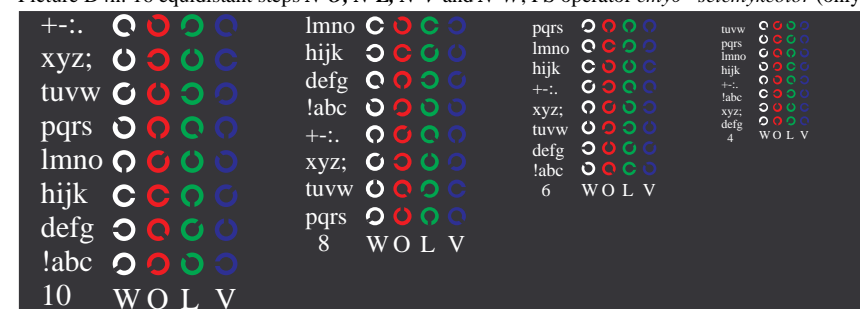 +-:.
xyz;
tuvw
pqrs
lmno
hijk
defg
!abc
10 W O L V
lmno
hijk
defg
!abc
+-:.
xyz;
tuvw
pqrs
8 W O L V
pqrs
lmno
hijk
+-:.
xyz;
tuvw
defg
!abc
6 W O L V
tuvw
pqrs
lmno
hijk
+-:.
!abc
xyz;
defg
4 W O L V